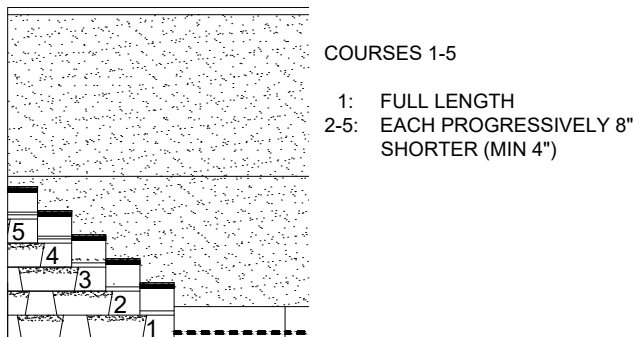 COURSES 1-5
1: FULL LENGTH
2-5: EACH PROGRESSIVELY 8"
SHORTER (MIN 4")
5
4
3
2
1